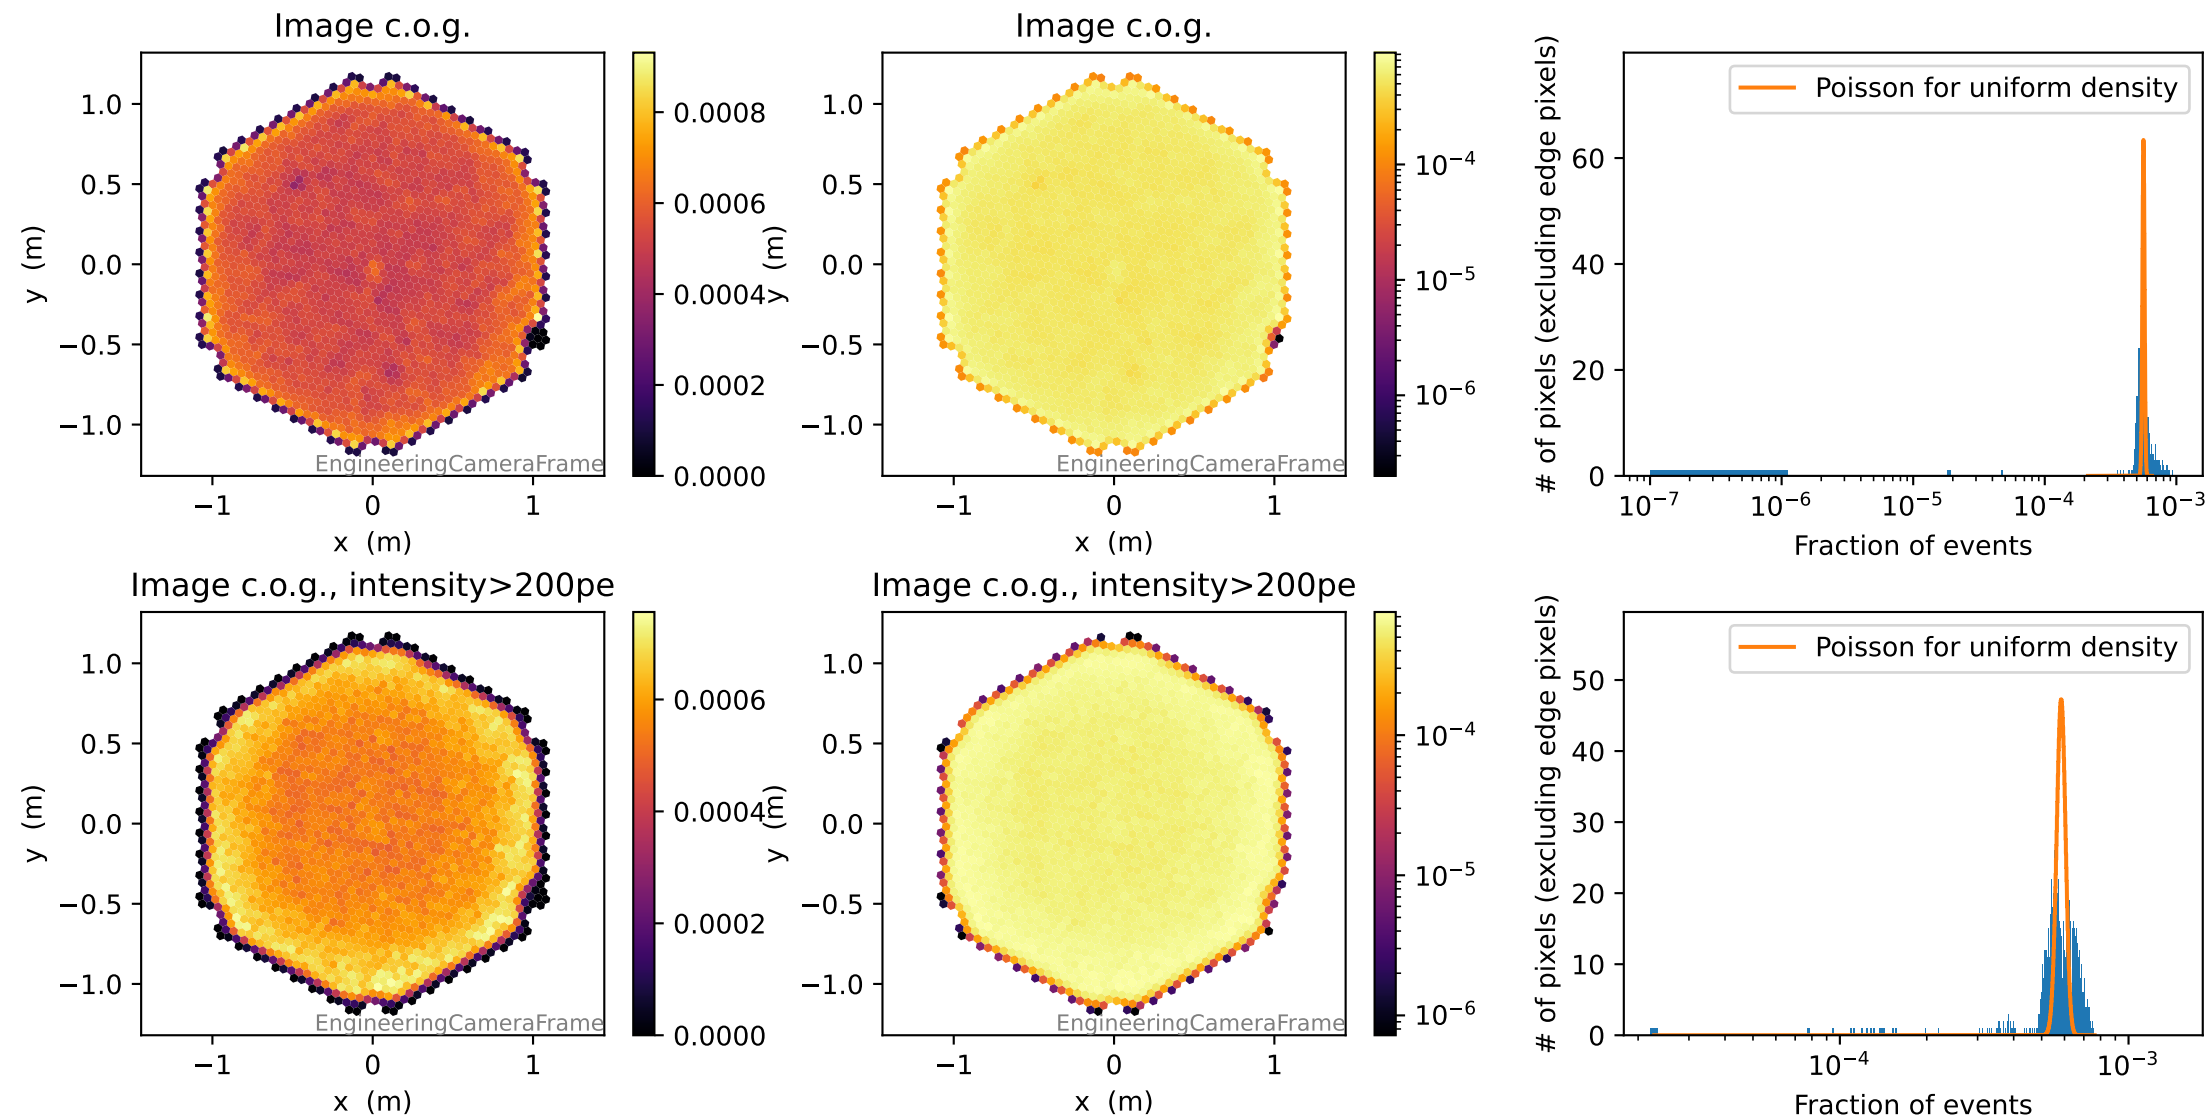 Image c.o.g.
y (m)
1.0
0.5
0.0
−0.5
−1.0
−1
0
1
x (m)
EngineeringCameraFrame
0.0008
0.0006
0.0004
0.0002
0.0000
Image c.o.g.
y (m)
1.0
0.5
0.0
−0.5
−1.0
−1
0
1
x (m)
EngineeringCameraFrame
10−4
10−5
10−6
# of pixels (excluding edge pixels)
Poisson for uniform density
60
40
20
0
10−7
10−6
10−5
10−4
10−3
Fraction of events
Image c.o.g., intensity>200pe
y (m)
1.0
0.5
0.0
−0.5
−1.0
−1
0
1
x (m)
EngineeringCameraFrame
0.0006
0.0004
0.0002
0.0000
Image c.o.g., intensity>200pe
y (m)
1.0
0.5
0.0
−0.5
−1.0
−1
0
1
x (m)
EngineeringCameraFrame
10−4
10−5
10−6
# of pixels (excluding edge pixels)
Poisson for uniform density
50
40
30
20
10
0
10−4
10−3
Fraction of events